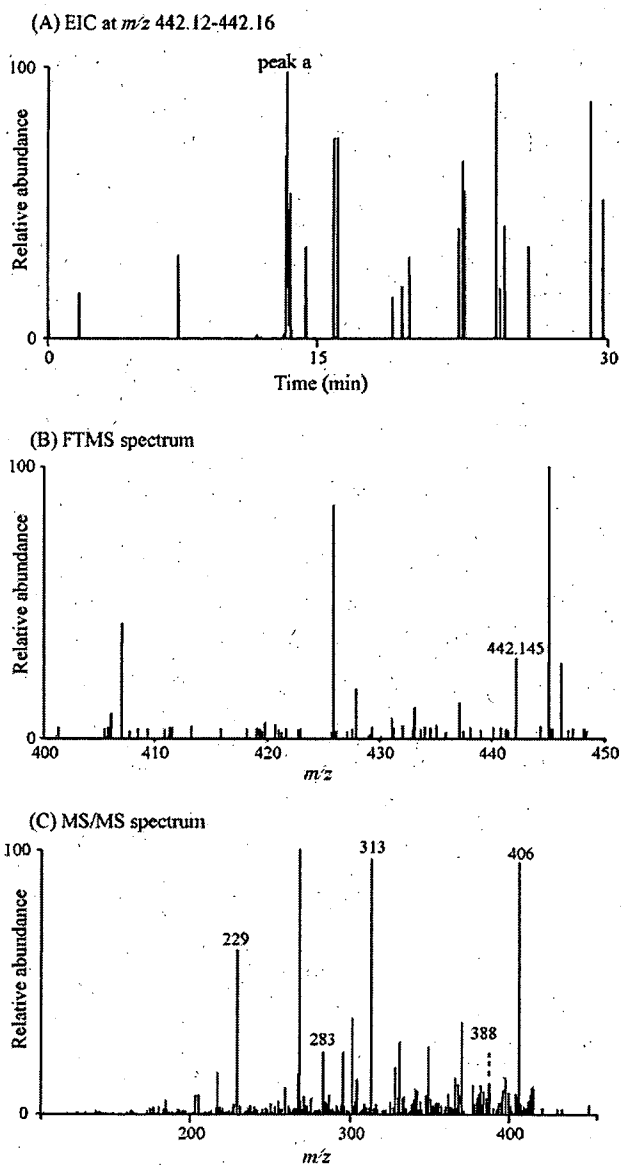 (A) EIC at m/z 442.12-442.16
peak a
100
Relative abundance
0
0
15
30
Time (min)
(B) FTMS spectrum
100
Relative abundance
442.145
0
400
410
420
430
440
450
m/z
(C) MS/MS spectrum
100
313
406
Relative abundance
229
283
388
0
200
300
400
m/z